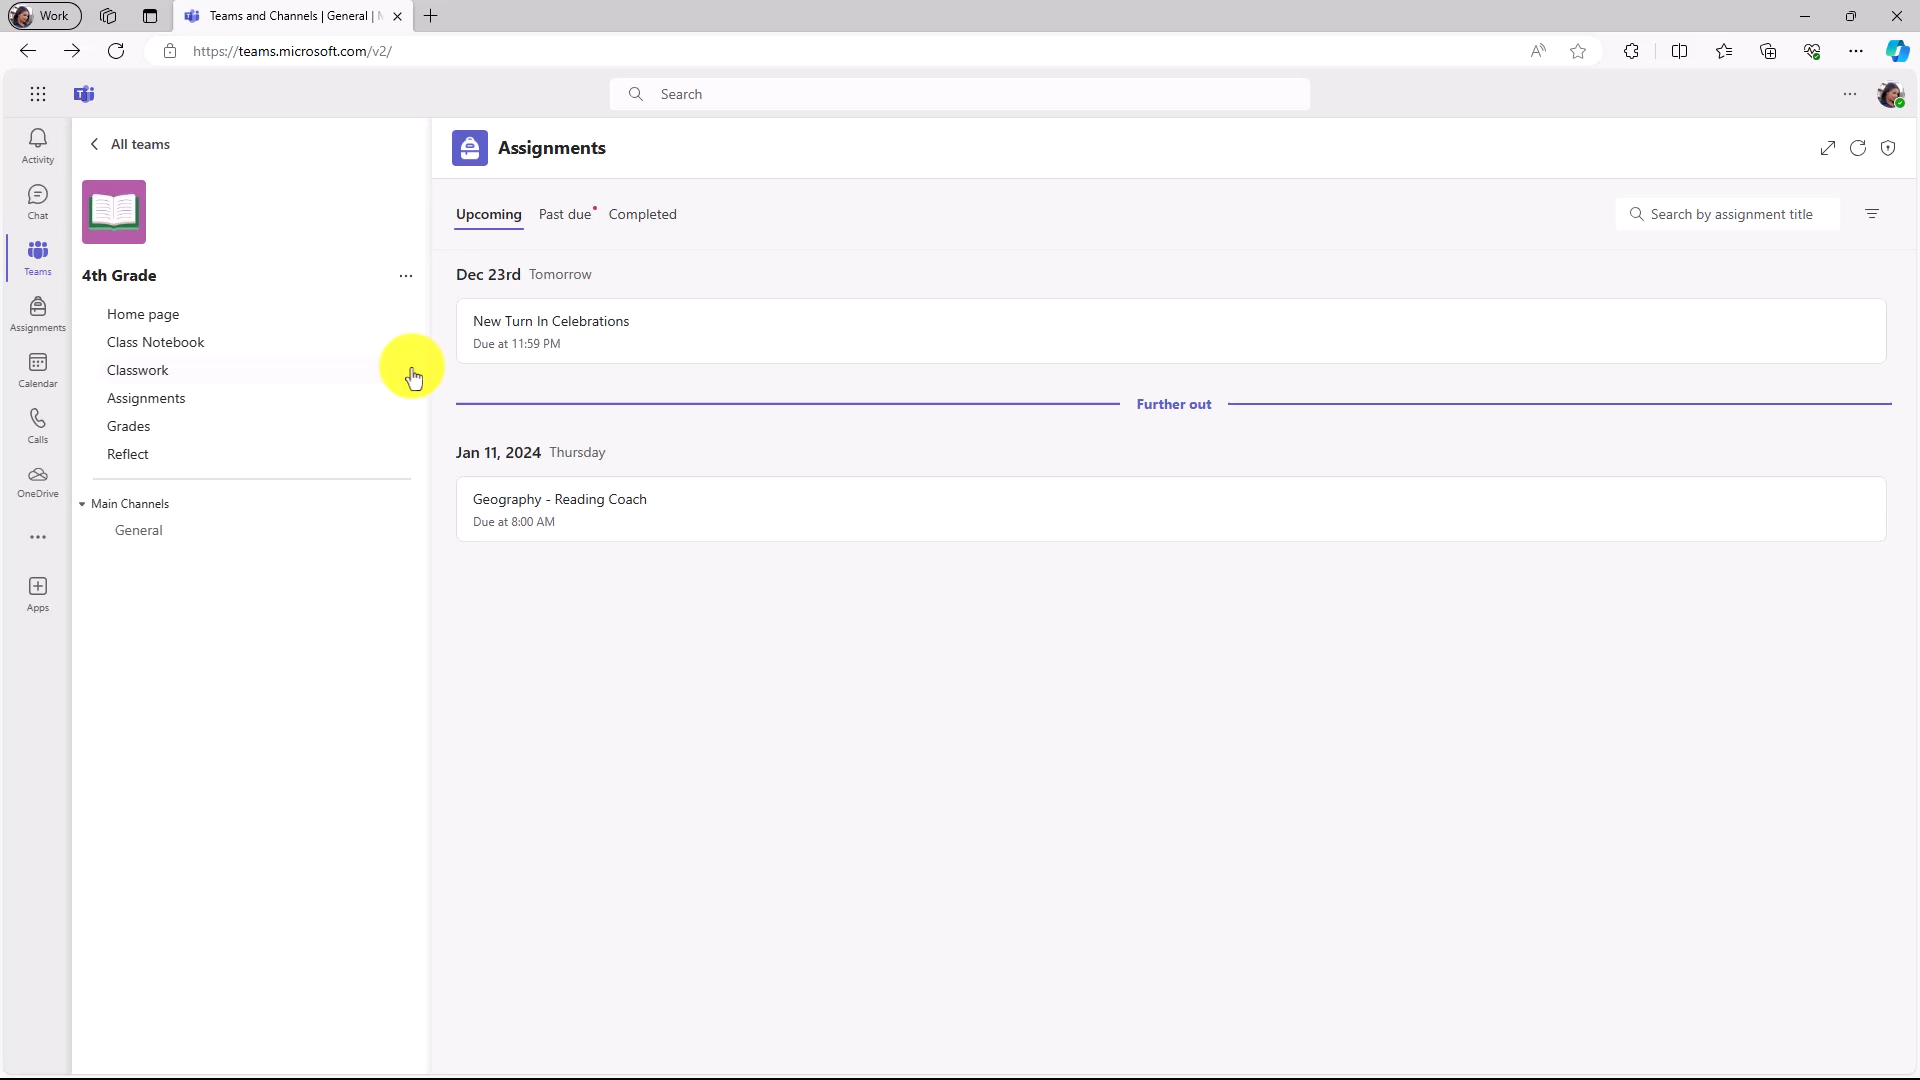 Work
Teams and Channels | General |
https://teams.microsoft.com/v2/
Search
Activity
Chat
Teams
Assignments
Calendar
Calls
OneDrive
Apps
All teams
4th Grade
Home page
Class Notebook
Classwork
Assignments
Grades
Reflect
Main Channels
General
Assignments
Upcoming
Past due
Completed
Search by assignment title
Dec 23rd Tomorrow
New Turn In Celebrations
Due at 11:59 PM
Further out
Jan 11, 2024 Thursday
Geography - Reading Coach
Due at 8:00 AM